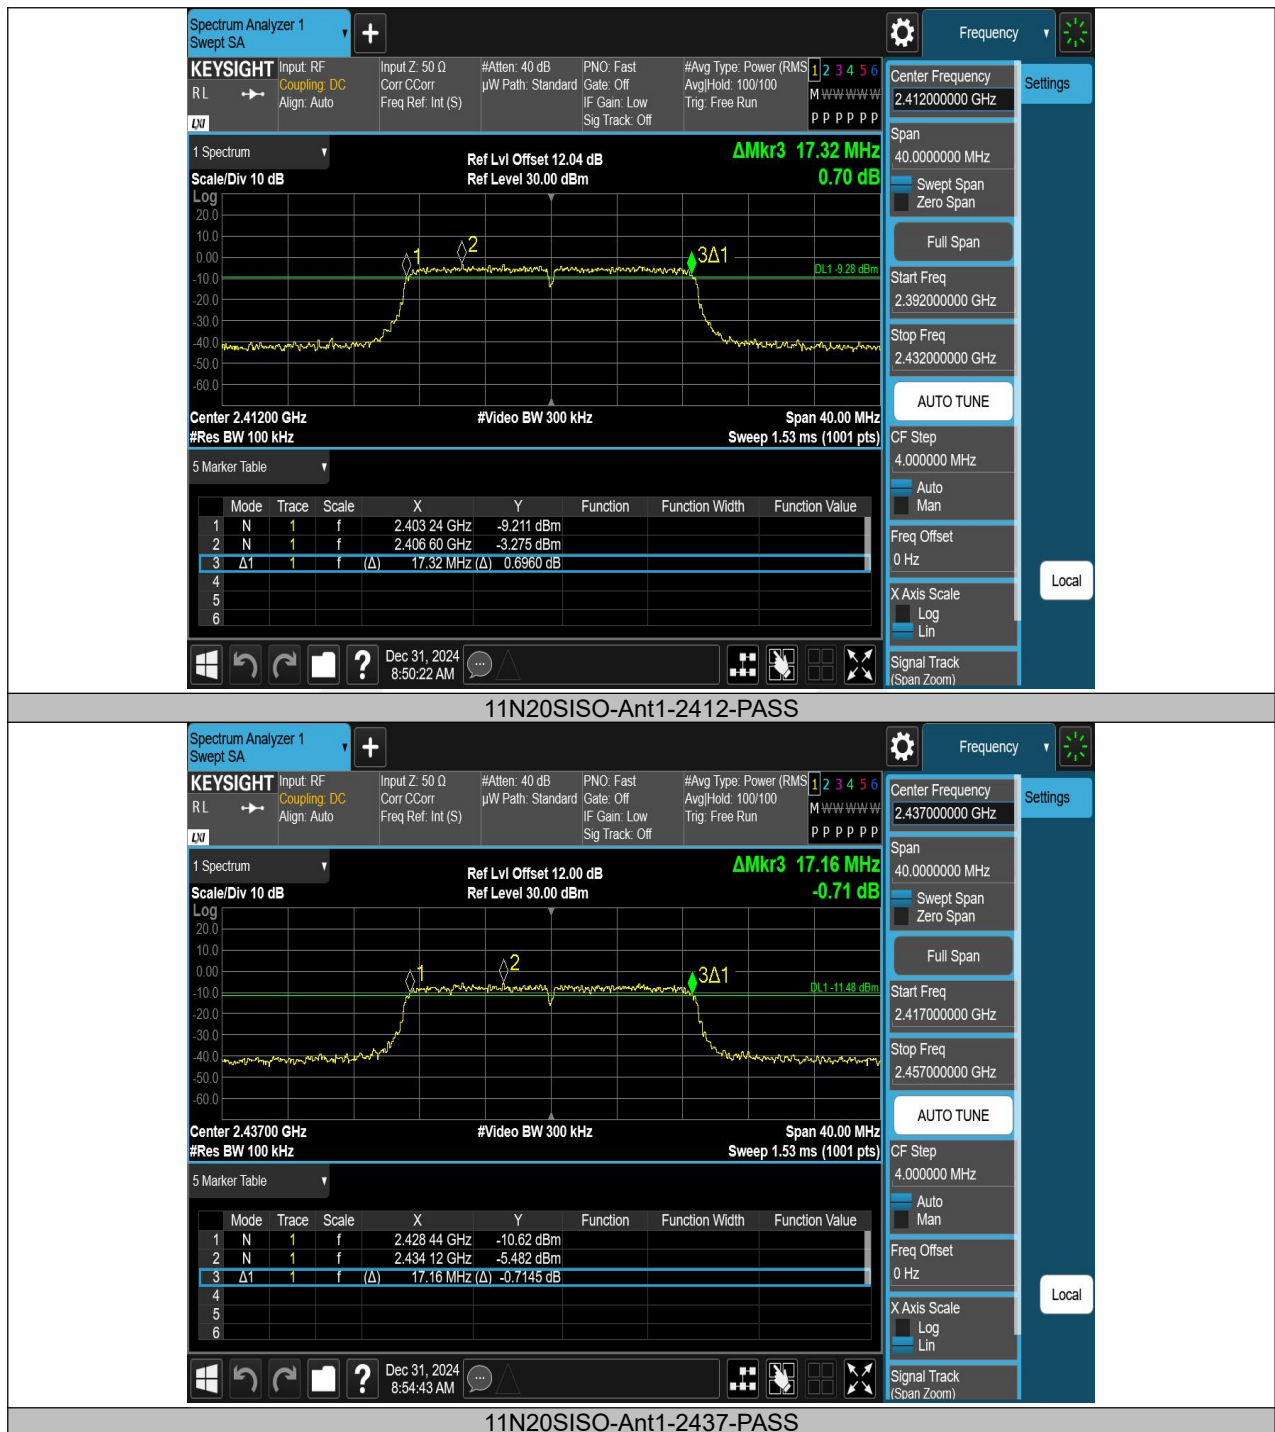 Spectrum Analyzer 1
Swept SA
+
Frequency
KEYSIGHT Input: RF Input Z: 50 Ω #Atten: 40 dB PNO: Fast #Avg Type: Power (RMS 1 2 3 4 5 6
R L Coupling: DC Corr CCorr µW Path: Standard Gate: Off Avg|Hold: 100/100 M W W W W W
Align: Auto Freq Ref: Int (S) IF Gain: Low Trig: Free Run
LXI Sig Track: Off P P P P P P
Center Frequency
2.412000000 GHz
Settings
Span
40.0000000 MHz
Swept Span
Zero Span
Full Span
Start Freq
2.392000000 GHz
Stop Freq
2.432000000 GHz
AUTO TUNE
CF Step
4.000000 MHz
Auto
Man
Freq Offset
0 Hz
X Axis Scale
Log
Lin
Signal Track
(Span Zoom)
Local
1 Spectrum
Ref Lvl Offset 12.04 dB
ΔMkr3 17.32 MHz
Scale/Div 10 dB
Ref Level 30.00 dBm
0.70 dB
Log
20.0
10.0
0.00
-10.0
-20.0
-30.0
-40.0
-50.0
-60.0
1
2
3Δ1
DL1 -9.28 dBm
Center 2.41200 GHz #Video BW 300 kHz Span 40.00 MHz
#Res BW 100 kHz Sweep 1.53 ms (1001 pts)
5 Marker Table
Mode Trace Scale X Y Function Function Width Function Value
1 N 1 f 2.403 24 GHz -9.211 dBm
2 N 1 f 2.406 60 GHz -3.275 dBm
3 Δ1 1 f (Δ) 17.32 MHz (Δ) 0.6960 dB
4
5
6
? Dec 31, 2024
8:50:22 AM
11N20SISO-Ant1-2412-PASS
Spectrum Analyzer 1
Swept SA
+
Frequency
KEYSIGHT Input: RF Input Z: 50 Ω #Atten: 40 dB PNO: Fast #Avg Type: Power (RMS 1 2 3 4 5 6
R L Coupling: DC Corr CCorr µW Path: Standard Gate: Off Avg|Hold: 100/100 M W W W W W
Align: Auto Freq Ref: Int (S) IF Gain: Low Trig: Free Run
LXI Sig Track: Off P P P P P P
Center Frequency
2.437000000 GHz
Settings
Span
40.0000000 MHz
Swept Span
Zero Span
Full Span
Start Freq
2.417000000 GHz
Stop Freq
2.457000000 GHz
AUTO TUNE
CF Step
4.000000 MHz
Auto
Man
Freq Offset
0 Hz
X Axis Scale
Log
Lin
Signal Track
(Span Zoom)
Local
1 Spectrum
Ref Lvl Offset 12.00 dB
ΔMkr3 17.16 MHz
Scale/Div 10 dB
Ref Level 30.00 dBm
-0.71 dB
Log
20.0
10.0
0.00
-10.0
-20.0
-30.0
-40.0
-50.0
-60.0
1
2
3Δ1
DL1 -11.48 dBm
Center 2.43700 GHz #Video BW 300 kHz Span 40.00 MHz
#Res BW 100 kHz Sweep 1.53 ms (1001 pts)
5 Marker Table
Mode Trace Scale X Y Function Function Width Function Value
1 N 1 f 2.428 44 GHz -10.62 dBm
2 N 1 f 2.434 12 GHz -5.482 dBm
3 Δ1 1 f (Δ) 17.16 MHz (Δ) -0.7145 dB
4
5
6
? Dec 31, 2024
8:54:43 AM
11N20SISO-Ant1-2437-PASS